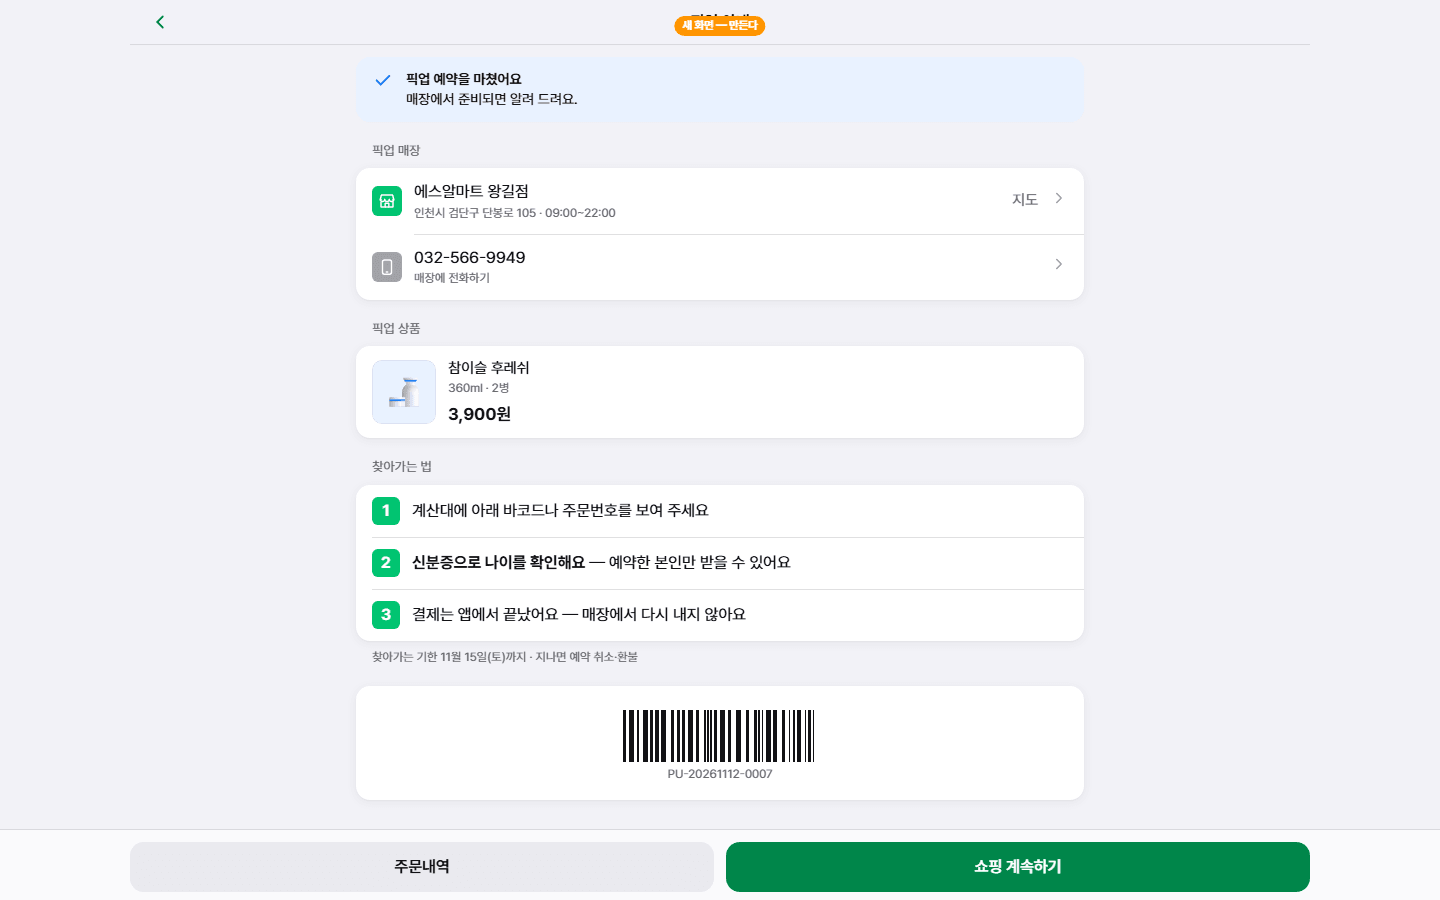 새 화면 — 만든다
픽업 예약을 마쳤어요
매장에서 준비되면 알려 드려요.
픽업 매장
에스알마트 왕길점
인천시 검단구 단봉로 105 · 09:00~22:00
지도
032-566-9949
매장에 전화하기
픽업 상품
참이슬 후레쉬
360ml · 2병
3,900원
찾아가는 법
1 계산대에 아래 바코드나 주문번호를 보여 주세요
2 신분증으로 나이를 확인해요 — 예약한 본인만 받을 수 있어요
3 결제는 앱에서 끝났어요 — 매장에서 다시 내지 않아요
찾아가는 기한 11월 15일(토)까지 · 지나면 예약 취소·환불
PU-20261112-0007
주문내역
쇼핑 계속하기